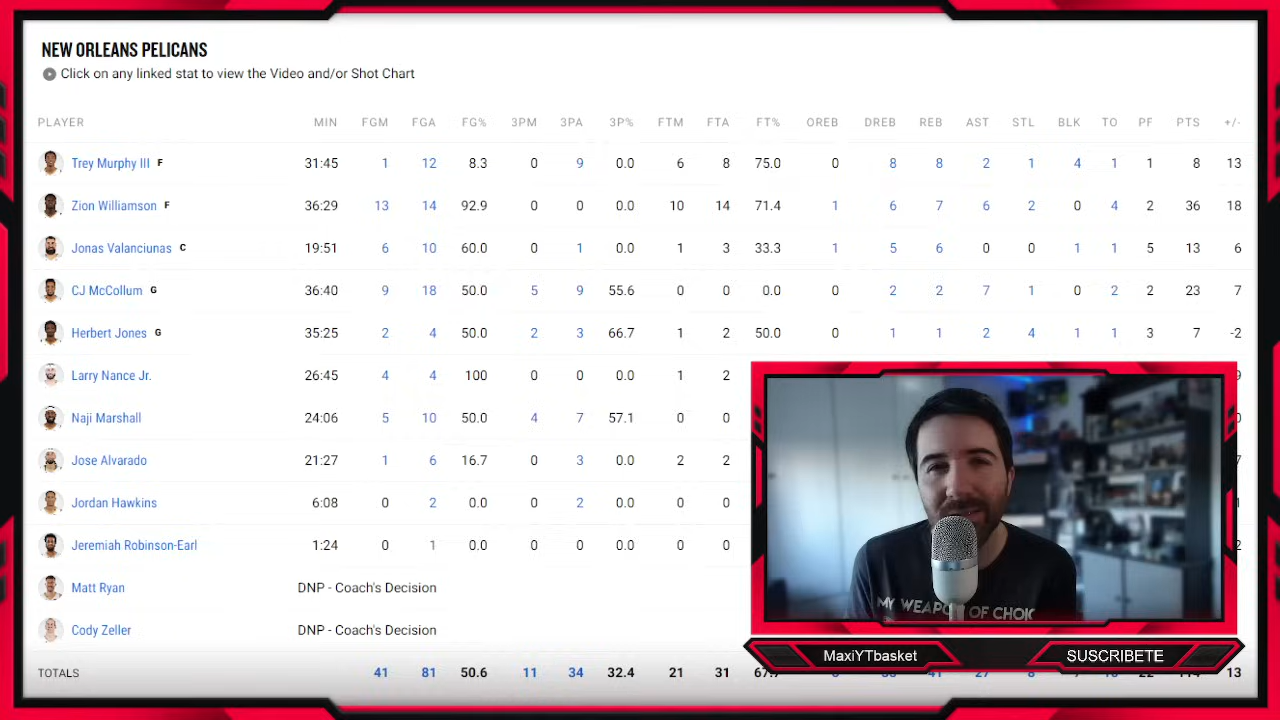 NEW ORLEANS PELICANS
Click on any linked stat to view the Video and/or Shot Chart
PLAYER MIN FGM FGA FG% 3PM 3PA 3P% FTM FTA FT% OREB DREB REB AST STL BLK TO PF PTS +/-
Trey Murphy III F 31:45 1 12 8.3 0 9 0.0 6 8 75.0 0 8 8 2 1 4 1 1 8 13
Zion Williamson F 36:29 13 14 92.9 0 0 0.0 10 14 71.4 1 6 7 6 2 0 4 2 36 18
Jonas Valanciunas C 19:51 6 10 60.0 0 1 0.0 1 3 33.3 1 5 6 0 0 1 1 5 13 6
CJ McCollum G 36:40 9 18 50.0 5 9 55.6 0 0 0.0 0 2 2 7 1 0 2 2 23 7
Herbert Jones G 35:25 2 4 50.0 2 3 66.7 1 2 50.0 0 1 1 2 4 1 1 3 7 -2
Larry Nance Jr. 26:45 4 4 100 0 0 0.0 1 2
Naji Marshall 24:06 5 10 50.0 4 7 57.1 0 0
Jose Alvarado 21:27 1 6 16.7 0 3 0.0 2 2
Jordan Hawkins 6:08 0 2 0.0 0 2 0.0 0 0
Jeremiah Robinson-Earl 1:24 0 1 0.0 0 0 0.0 0 0
Matt Ryan DNP - Coach's Decision
Cody Zeller DNP - Coach's Decision
TOTALS 41 81 50.6 11 34 32.4 21 31 13
MY WEAPON OF CHOIC
MaxiYTbasket
SUSCRIBETE